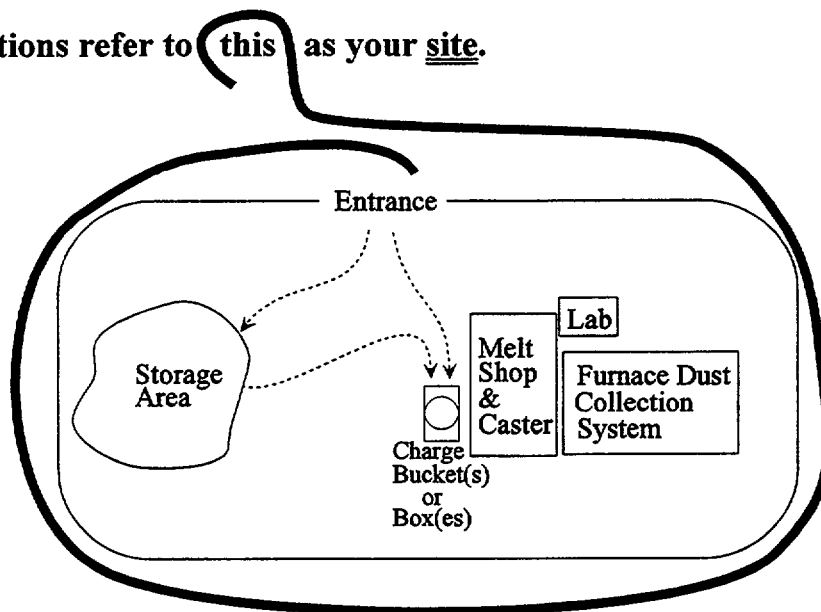 tions refer to this as your site.
Entrance
Storage
Area
Charge
Bucket(s)
or
Box(es)
Melt
Shop
&
Caster
Lab
Furnace Dust
Collection
System